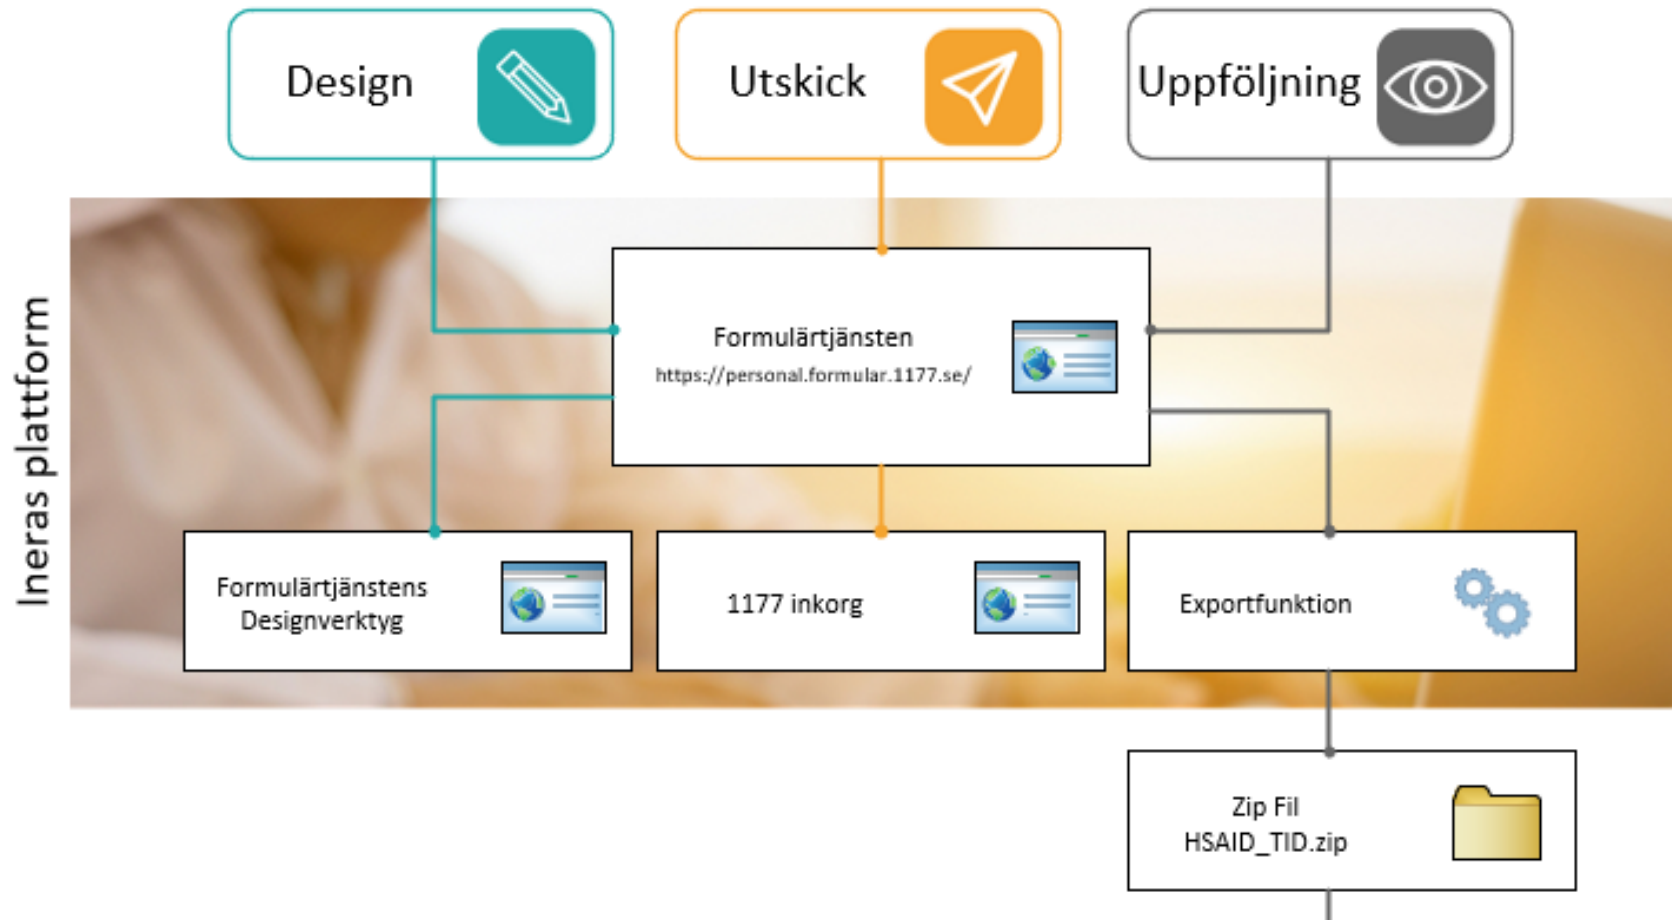 Design
Utskick
Uppföljning
Ineras plattform
Formulärtjänsten
https://personal.formular.1177.se/
Formulärtjänstens
Designverktyg
1177 inkorg
Exportfunktion
Zip Fil
HSAID_TID.zip